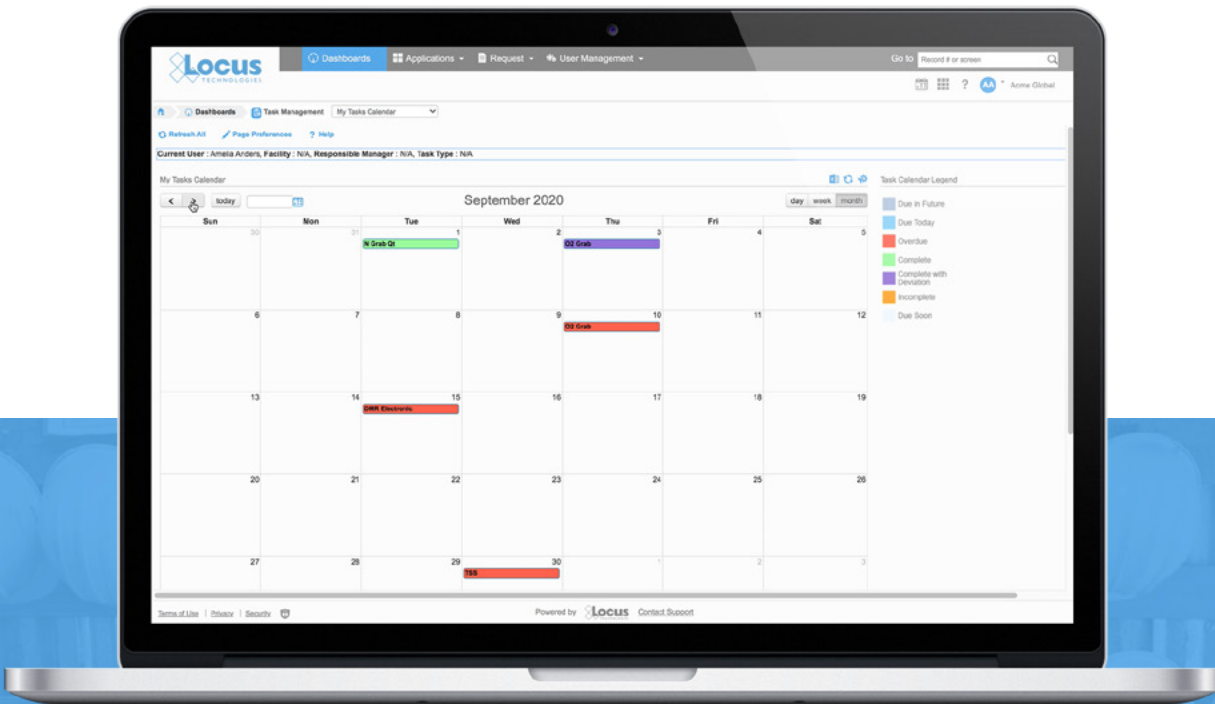 Locus
TECHNOLOGIES
Dashboards Applications Request User Management Go to Record # or screen
? AA Acme Global
Dashboards Task Management My Tasks Calendar
Refresh All Page Preferences ? Help
Current User : Amelia Anders, Facility : N/A, Responsible Manager : N/A, Task Type : N/A
My Tasks Calendar
Task Calendar Legend
< > today September 2020 day week month
Due in Future
Due Today
Overdue
Complete
Complete with
Deviation
Incomplete
Due Soon
Sun Mon Tue Wed Thu Fri Sat
30 31 1 2 3 4 5
N Grab Qt O2 Grab
6 7 8 9 10 11 12
O2 Grab
13 14 15 16 17 18 19
DMR Electronic
20 21 22 23 24 25 26
27 28 29 30 1 2 3
TSS
Terms of Use | Privacy | Security Powered by Locus Contact Support